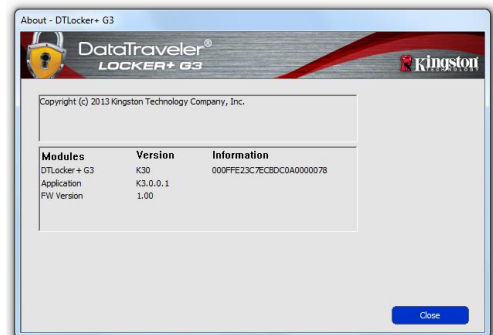 About - DTLocker+ G3
DataTraveler®
LOCKER+ G3
Kingston
TECHNOLOGY
Copyright (c) 2013 Kingston Technology Company, Inc.
Modules Version Information
DTLocker+ G3 K30 000FFE23C7ECBDC0A0000078
Application K3.0.0.1
FW Version 1.00
Close